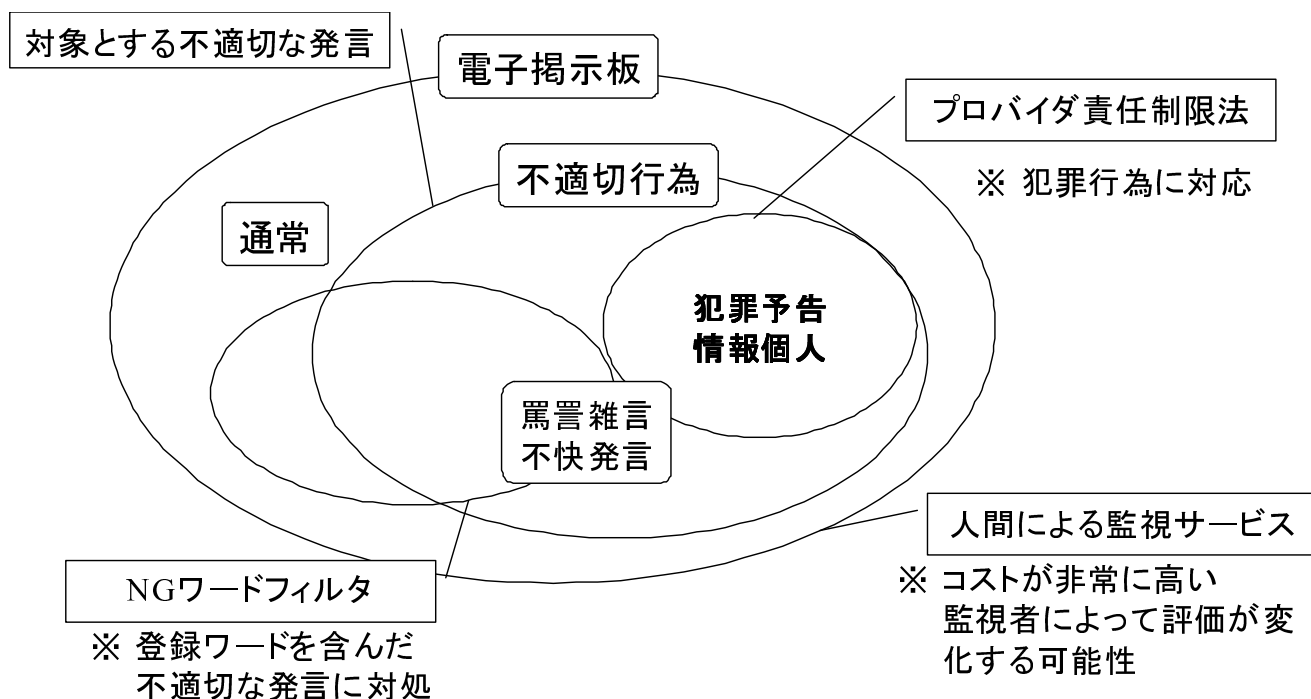 対象とする不適切な発言
電子掲示板
プロバイダ責任制限法
※ 犯罪行為に対応
不適切行為
通常
犯罪予告
情報個人
罵詈雑言
不快発言
人間による監視サービス
※ コストが非常に高い
監視者によって評価が変
化する可能性
NGワードフィルタ
※ 登録ワードを含んだ
不適切な発言に対処